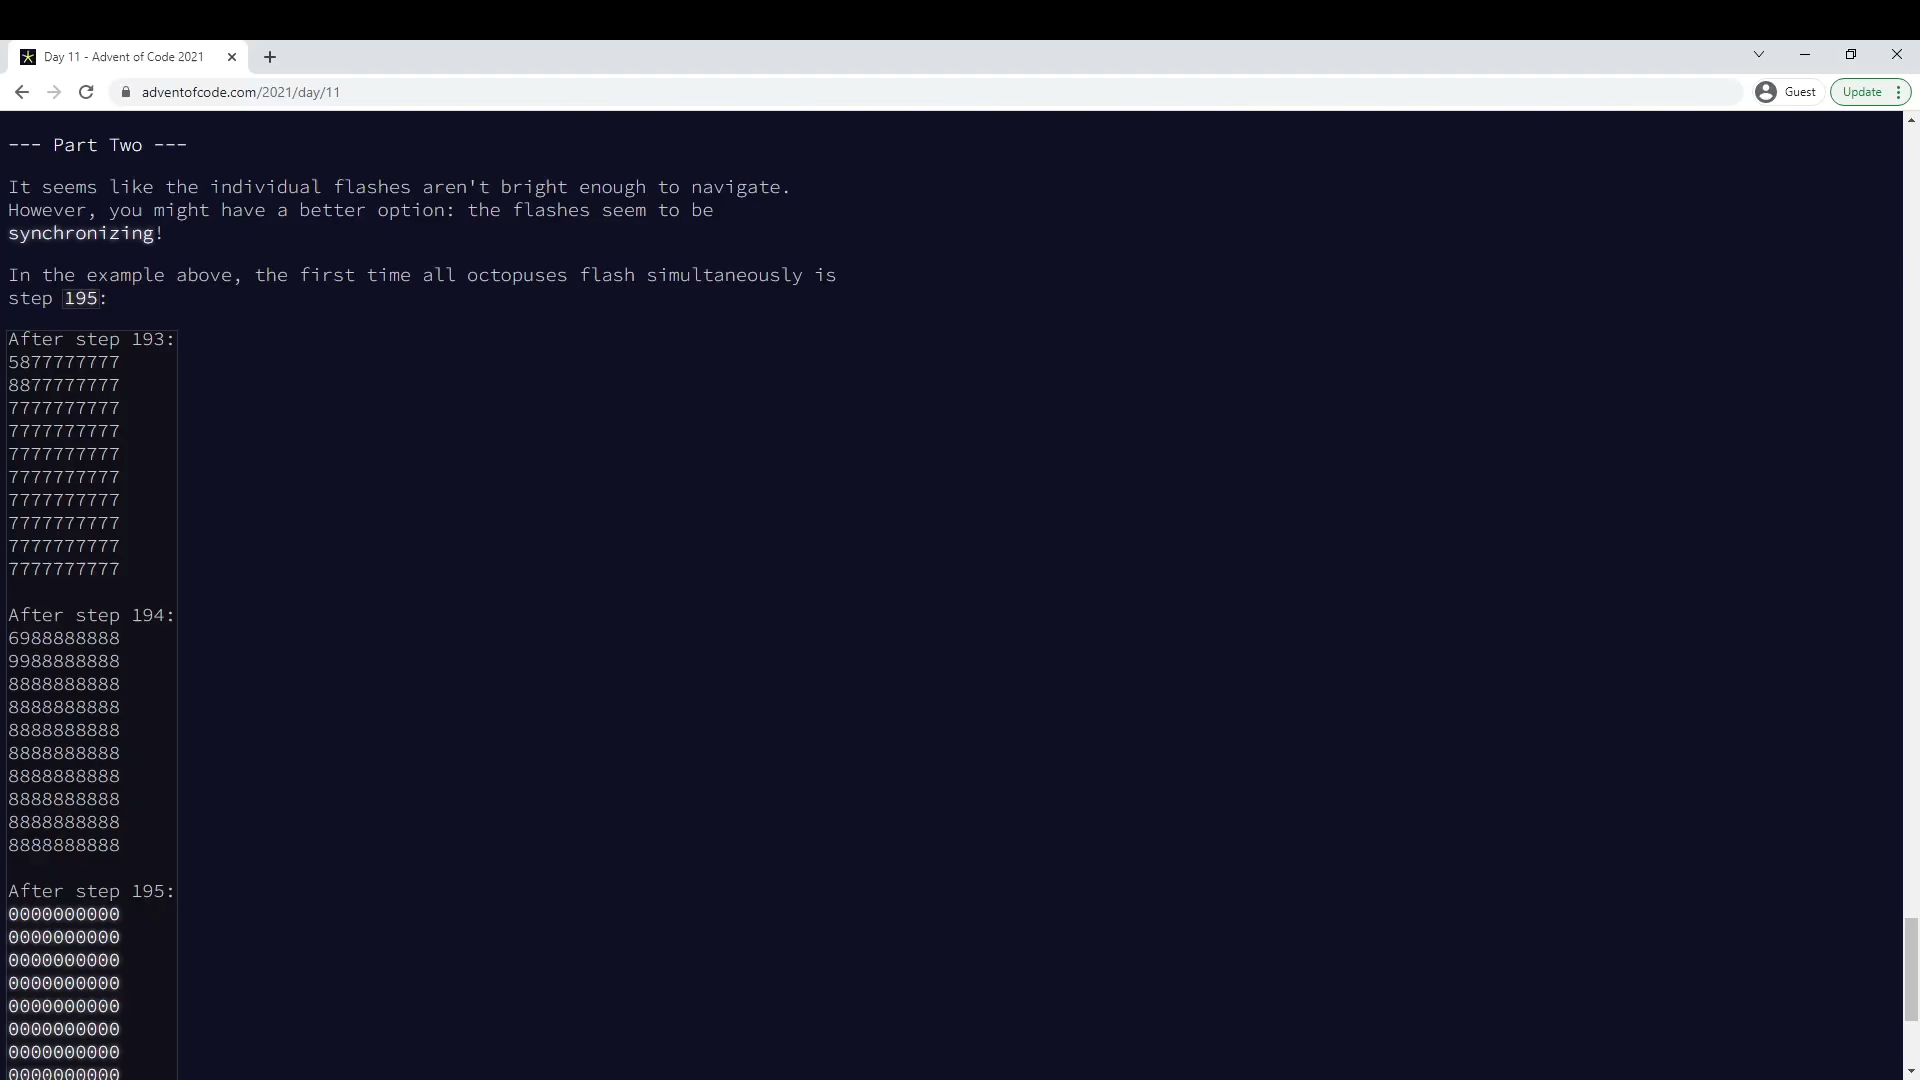 Day 11 - Advent of Code 2021
adventofcode.com/2021/day/11
Guest
Update
--- Part Two ---
It seems like the individual flashes aren't bright enough to navigate.
However, you might have a better option: the flashes seem to be
synchronizing!
In the example above, the first time all octopuses flash simultaneously is
step 195:
After step 193:
5877777777
8877777777
7777777777
7777777777
7777777777
7777777777
7777777777
7777777777
7777777777
7777777777
After step 194:
6988888888
9988888888
8888888888
8888888888
8888888888
8888888888
8888888888
8888888888
8888888888
8888888888
After step 195:
0000000000
0000000000
0000000000
0000000000
0000000000
0000000000
0000000000
0000000000